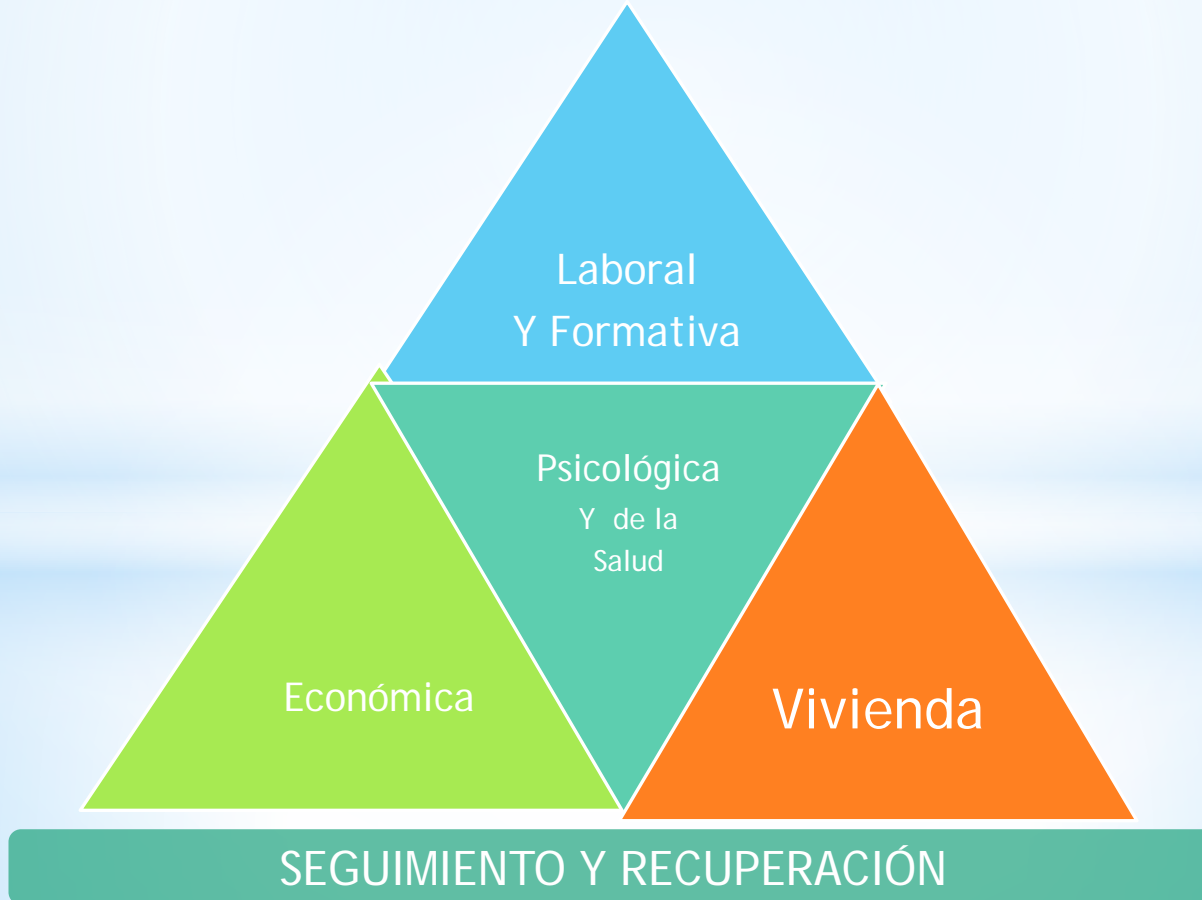 Laboral
Y Formativa
Psicológica
Y de la
Salud
Económica
Vivienda
SEGUIMIENTO Y RECUPERACIÓN